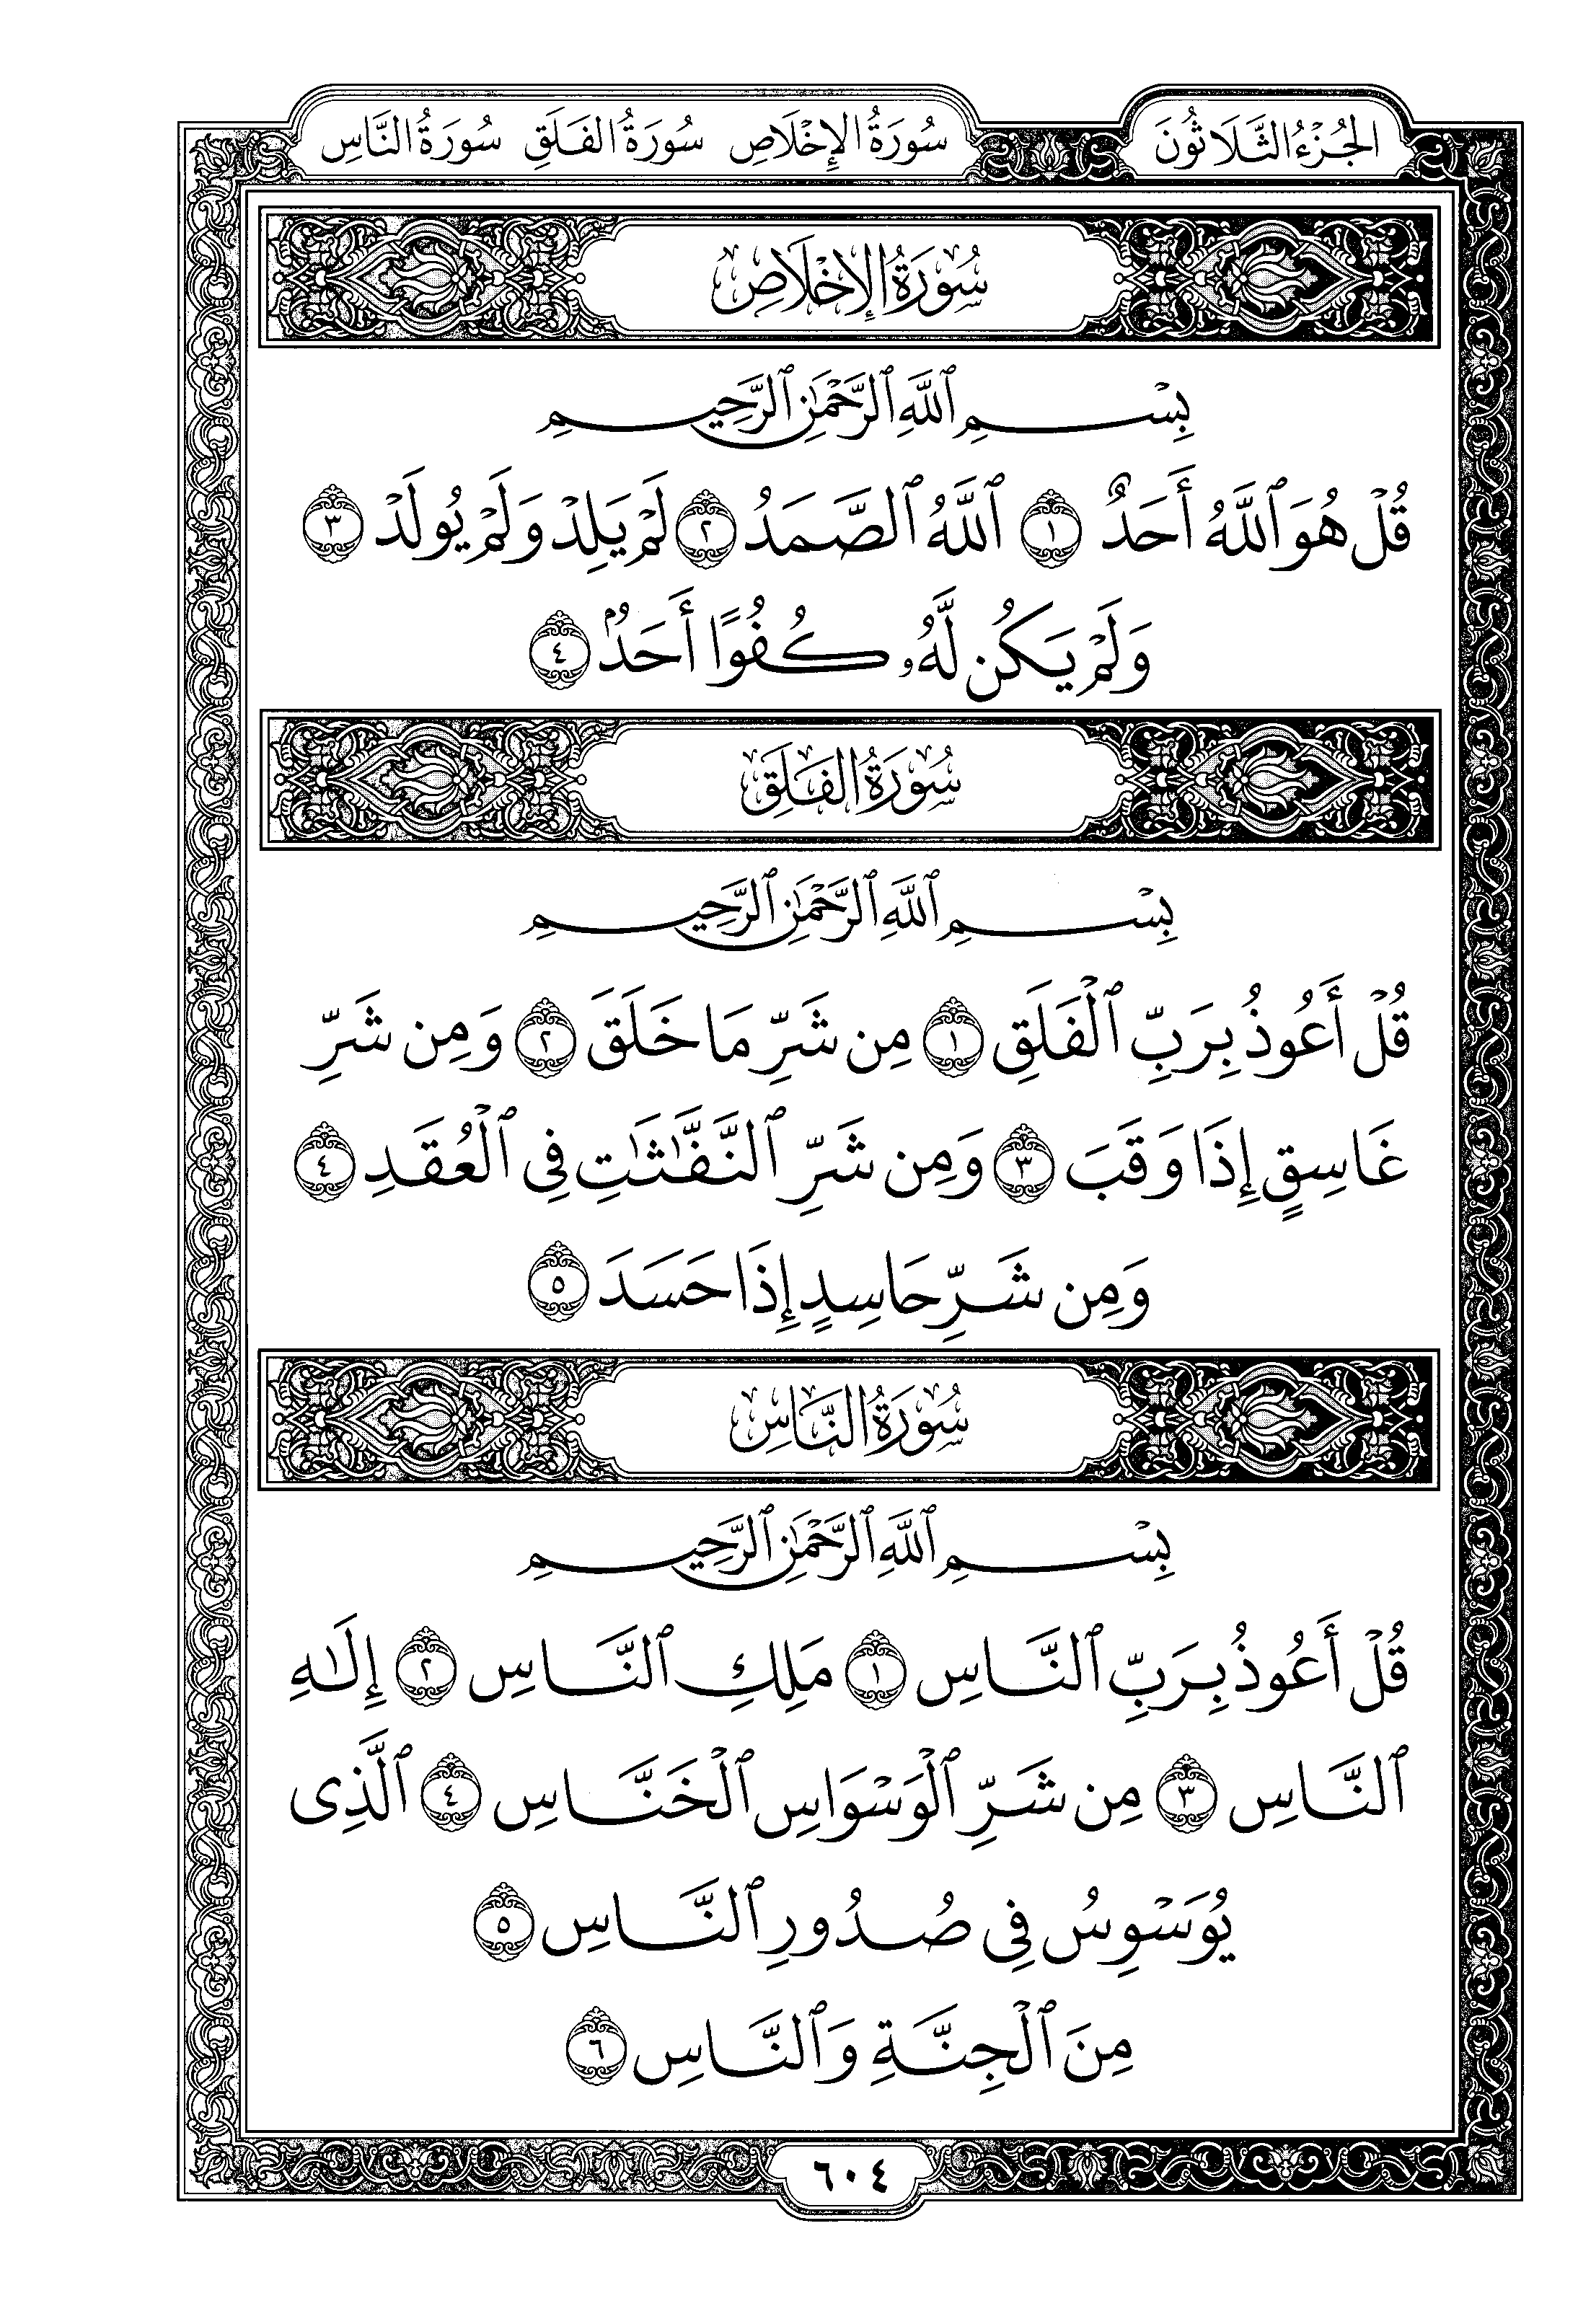 الجُزْءُ الثَّلَاثُونَ سُورَةُ الإِخْلَاصِ سُورَةُ الفَلَقِ سُورَةُ النَّاسِ
سُورَةُ الإِخْلَاصِ
بِسْمِ ٱللَّهِ ٱلرَّحْمَٰنِ ٱلرَّحِيمِ
قُلْ هُوَ ٱللَّهُ أَحَدٌ ١ ٱللَّهُ ٱلصَّمَدُ ٢ لَمْ يَلِدْ وَلَمْ يُولَدْ ٣
وَلَمْ يَكُن لَّهُۥ كُفُوًا أَحَدٌۢ ٤
سُورَةُ الفَلَقِ
بِسْمِ ٱللَّهِ ٱلرَّحْمَٰنِ ٱلرَّحِيمِ
قُلْ أَعُوذُ بِرَبِّ ٱلْفَلَقِ ١ مِن شَرِّ مَا خَلَقَ ٢ وَمِن شَرِّ
غَاسِقٍ إِذَا وَقَبَ ٣ وَمِن شَرِّ ٱلنَّفَّٰثَٰتِ فِى ٱلْعُقَدِ ٤
وَمِن شَرِّ حَاسِدٍ إِذَا حَسَدَ ٥
سُورَةُ النَّاسِ
بِسْمِ ٱللَّهِ ٱلرَّحْمَٰنِ ٱلرَّحِيمِ
قُلْ أَعُوذُ بِرَبِّ ٱلنَّاسِ ١ مَلِكِ ٱلنَّاسِ ٢ إِلَٰهِ
ٱلنَّاسِ ٣ مِن شَرِّ ٱلْوَسْوَاسِ ٱلْخَنَّاسِ ٤ ٱلَّذِى
يُوَسْوِسُ فِى صُدُورِ ٱلنَّاسِ ٥
مِنَ ٱلْجِنَّةِ وَٱلنَّاسِ ٦
٦٠٤